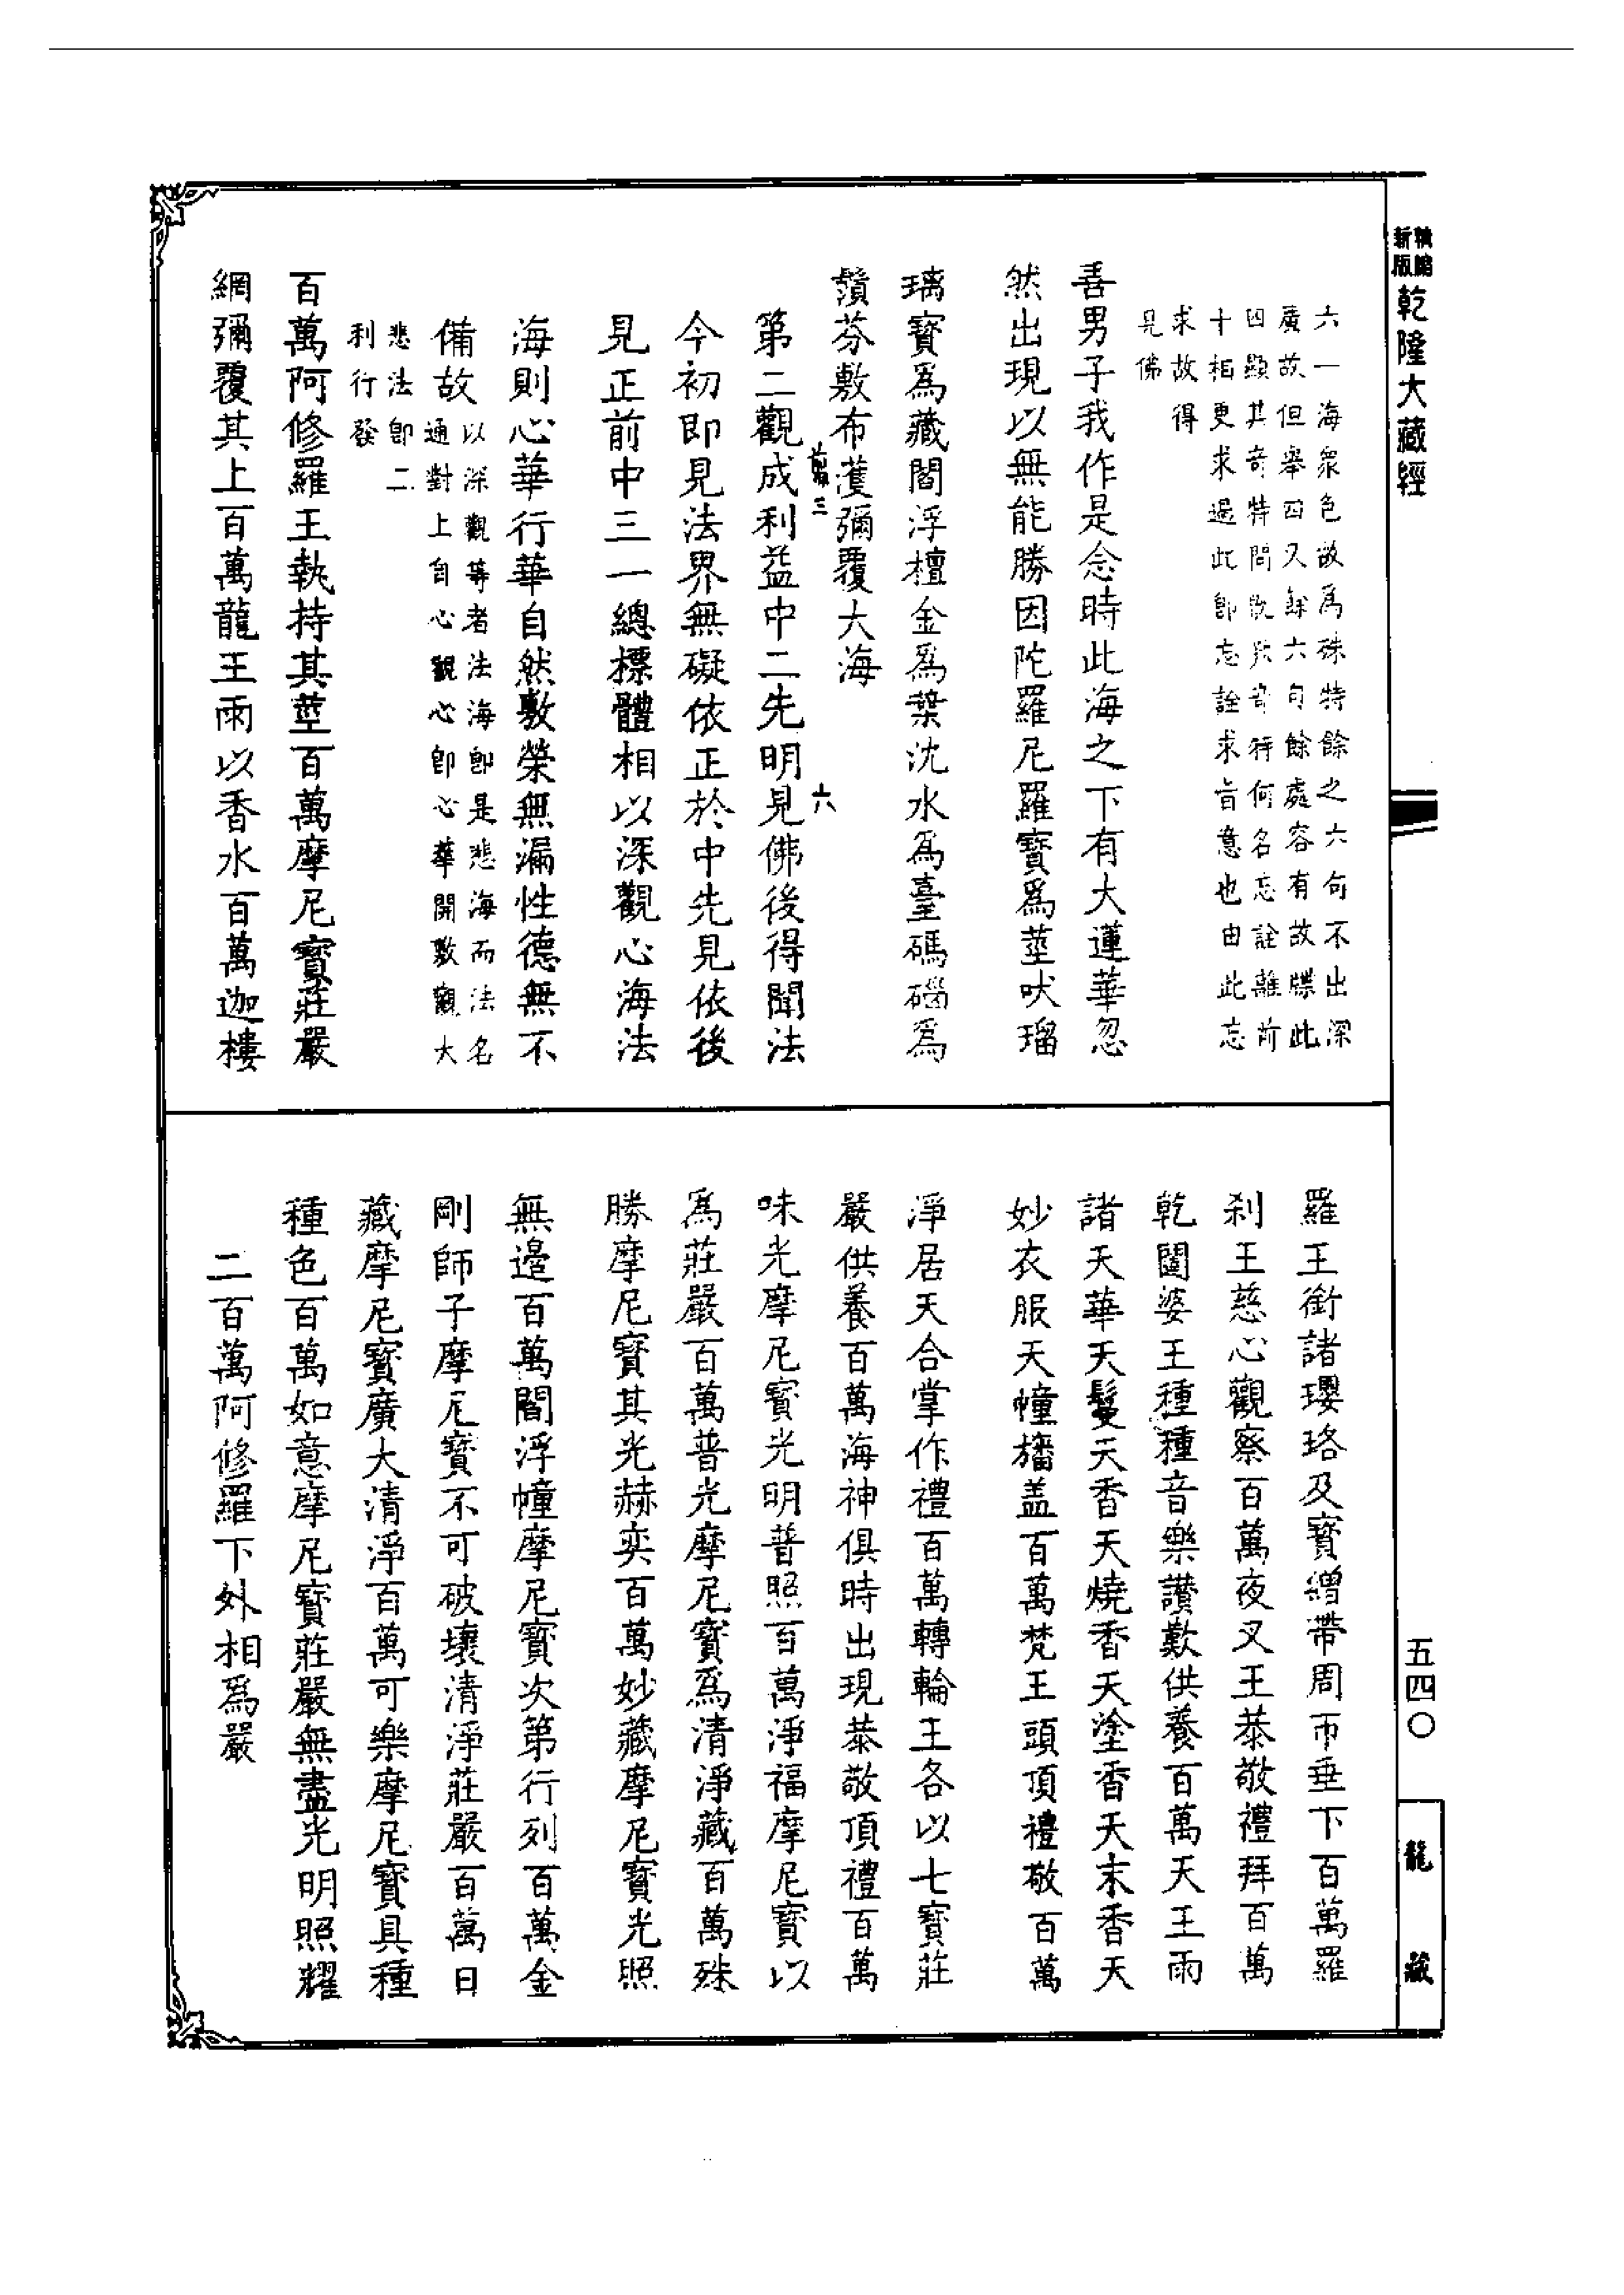 新版
精縮
乾隆大藏經
六一海衆色故爲殊特餘之六句不出深
廣故但舉四又餘六句餘處容有故牒此
四顯其奇特問既歎奇特何名忘詮離前
十相更求過此即忘詮求旨意也由此忘
求故得
見佛
善男子我作是念時此海之下有大蓮華忽
然出現以無能勝因陀羅尼羅寶爲莖吠瑠
璃寶爲藏閻浮檀金爲葉沈水爲臺碼碯爲
鬚芬敷布濩彌覆大海
三 六
第二觀成利益中二先明見佛後得聞法
今初即見法界無礙依正於中先見依後
見正前中三一總標體相以深觀心海法
海則心華行華自然敷榮無漏性德無不
備故
以深觀等者法海即是悲海而法名
通對上自心觀心即心華開敷觀大
悲法即二
利行發
百萬阿修羅王執持其莖百萬摩尼寶莊嚴
網彌覆其上百萬龍王雨以香水百萬迦樓
羅王銜諸瓔珞及寶繒帶周帀垂下百萬羅
剎王慈心觀察百萬夜叉王恭敬禮拜百萬
乾闥婆王種種音樂讚歎供養百萬天王雨
諸天華天鬘天香天燒香天塗香天末香天
妙衣服天幢旛盖百萬梵王頭頂禮敬百萬
淨居天合掌作禮百萬轉輪王各以七寶莊
嚴供養百萬海神俱時出現恭敬頂禮百萬
味光摩尼寶光明普照百萬淨福摩尼寶以
爲莊嚴百萬普光摩尼寶爲清淨藏百萬殊
勝摩尼寶其光赫奕百萬妙藏摩尼寶光照
無邊百萬閻浮幢摩尼寶次第行列百萬金
剛師子摩尼寶不可破壞清淨莊嚴百萬日
藏摩尼寶廣大清淨百萬可樂摩尼寶具種
種色百萬如意摩尼寶莊嚴無盡光明照耀
二百萬阿修羅下外相爲嚴
五四〇
龍藏